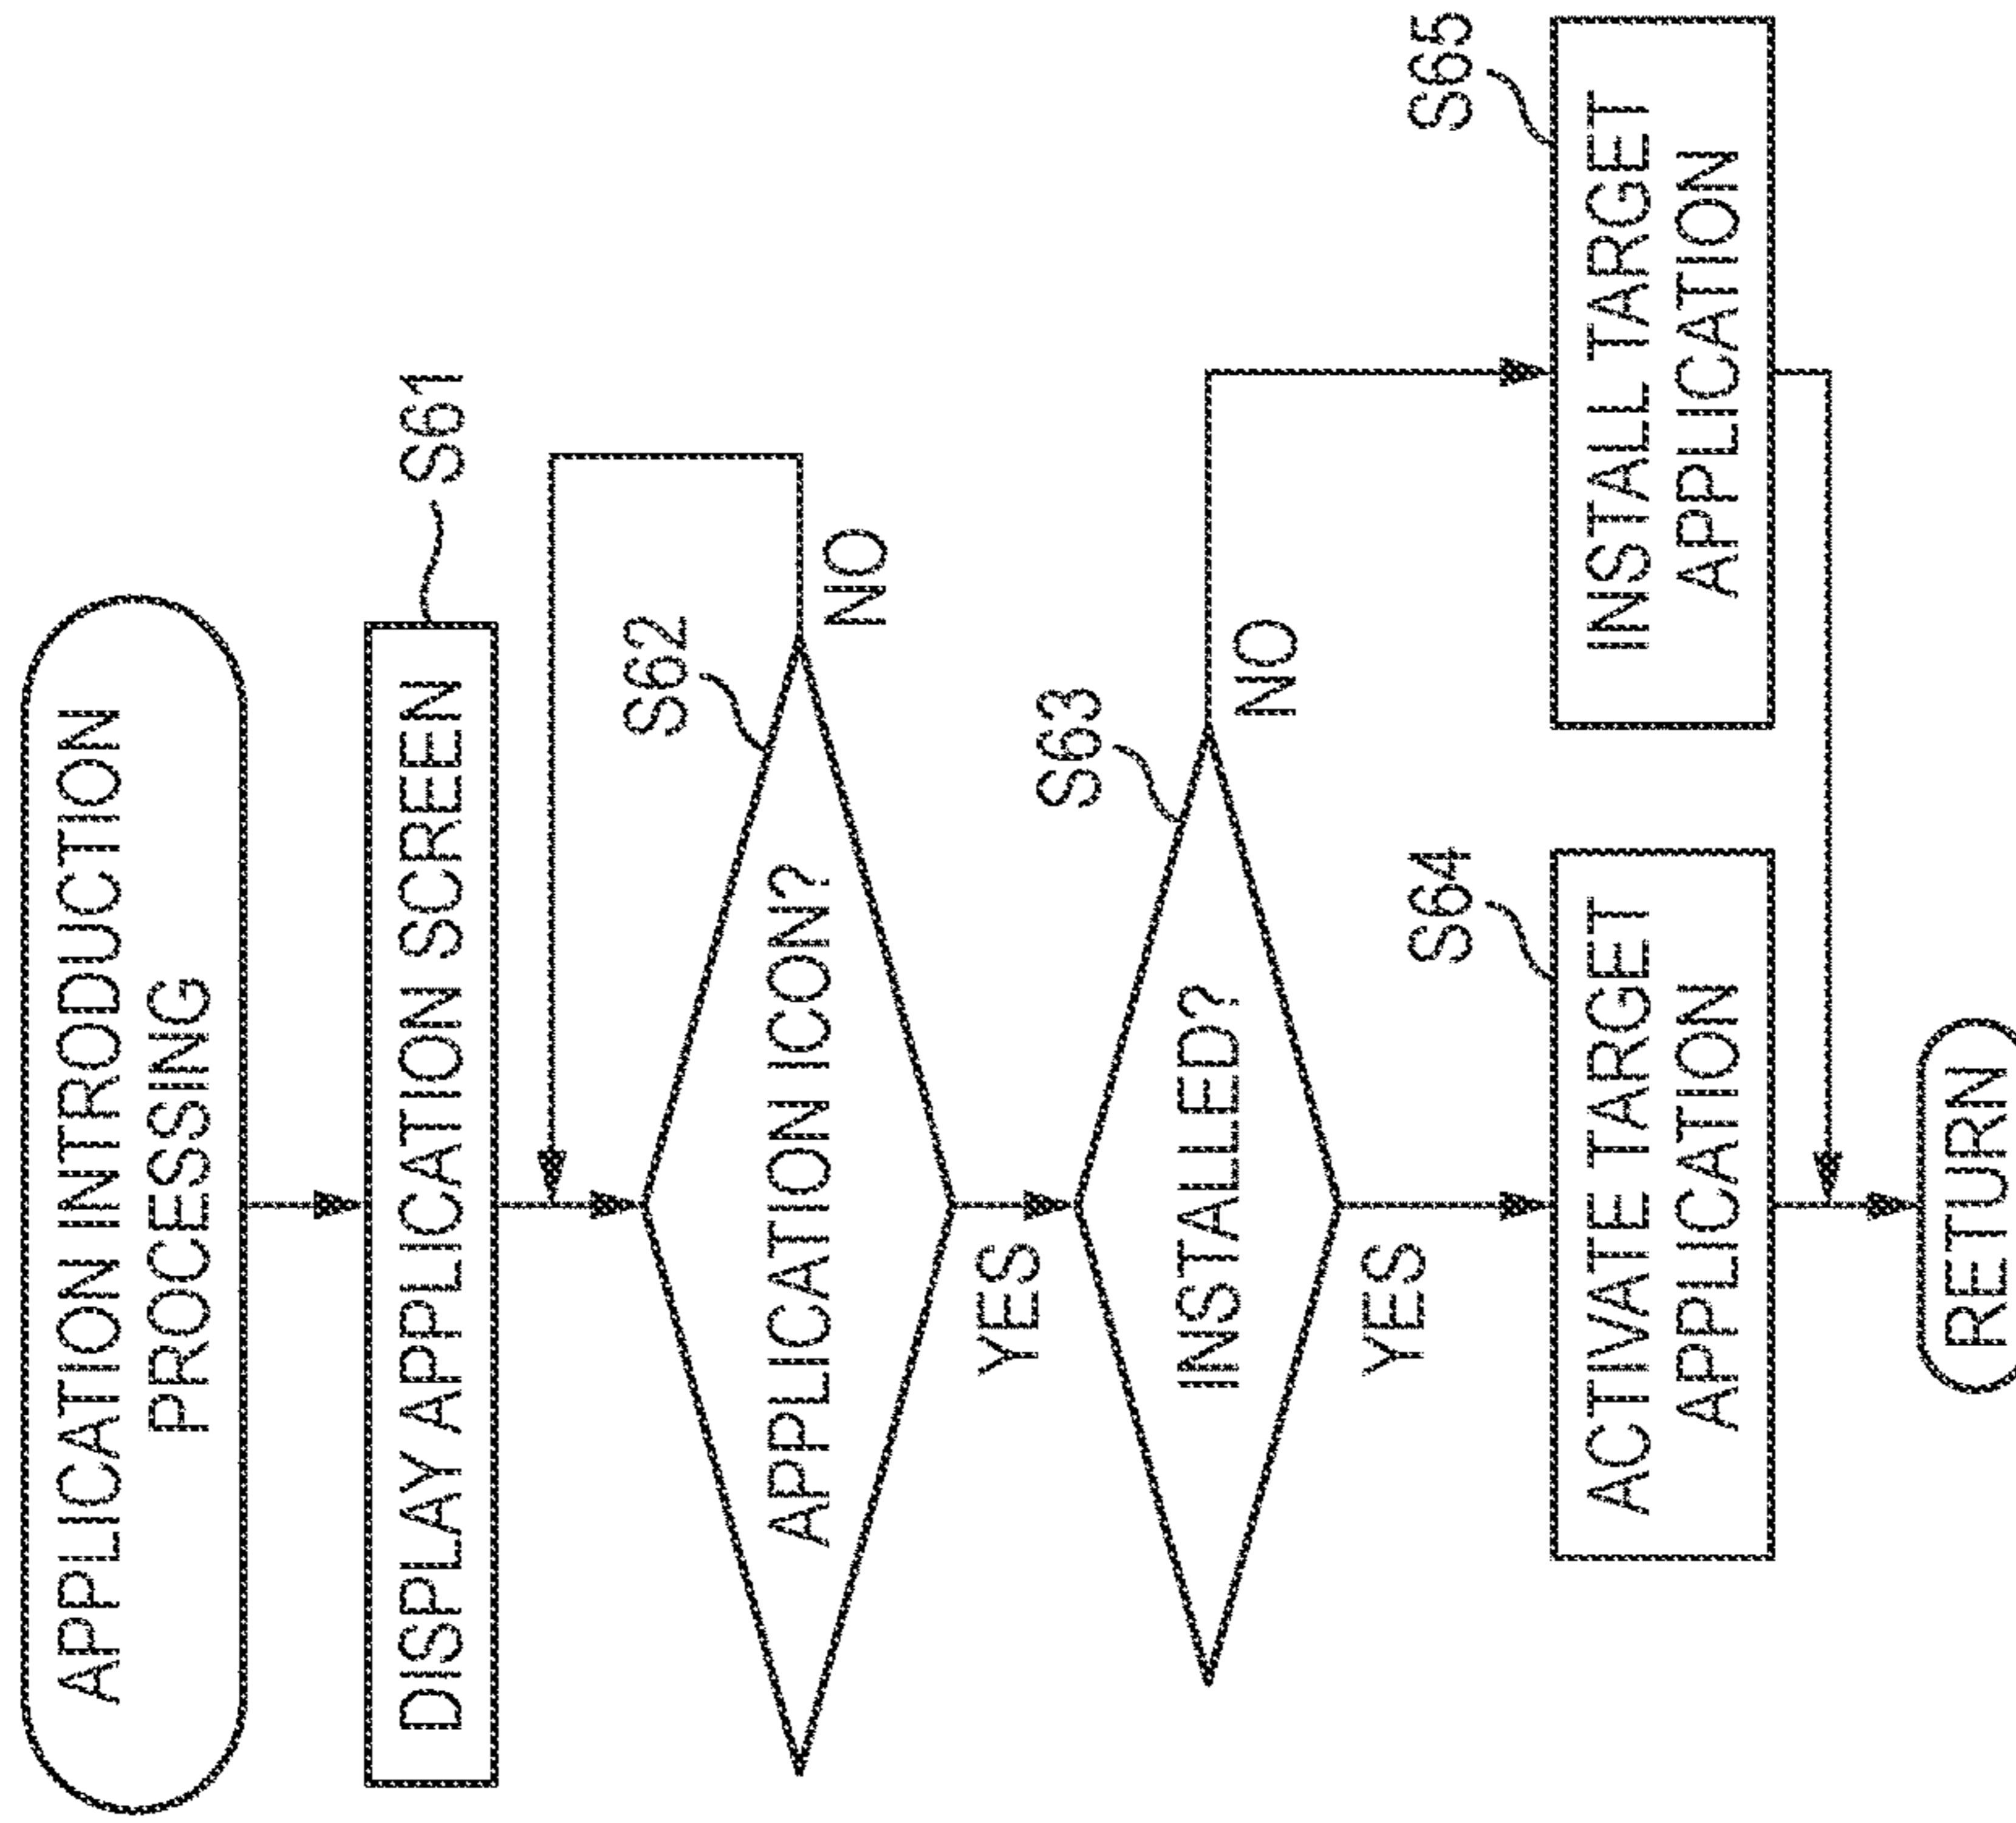 APPLICATION INTRODUCTION
PROCESSING
DISPLAY APPLICATION SCREEN
S61
APPLICATION ICON?
S62
NO
YES
INSTALLED?
S63
NO
YES
ACTIVATE TARGET
APPLICATION
S64
INSTALL TARGET
APPLICATION
S65
RETURN